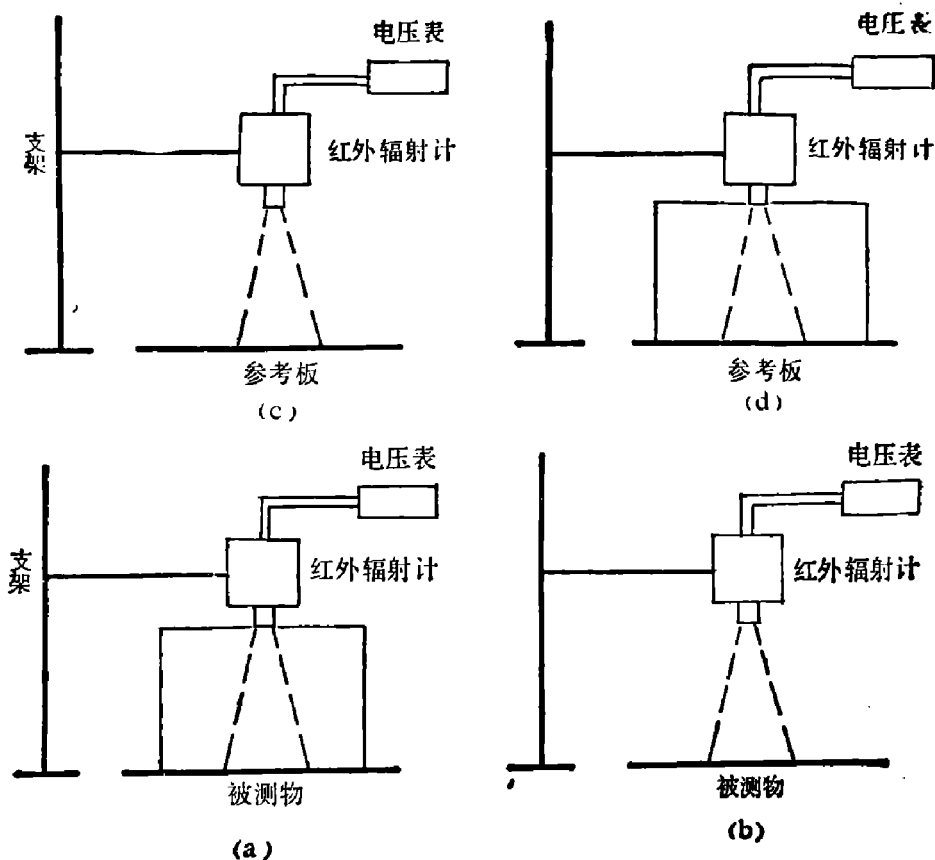 电压表
支架
红外辐射计
参考板
(c)
电压表
红外辐射计
参考板
(d)
电压表
支架
红外辐射计
被测物
(a)
电压表
红外辐射计
被测物
(b)